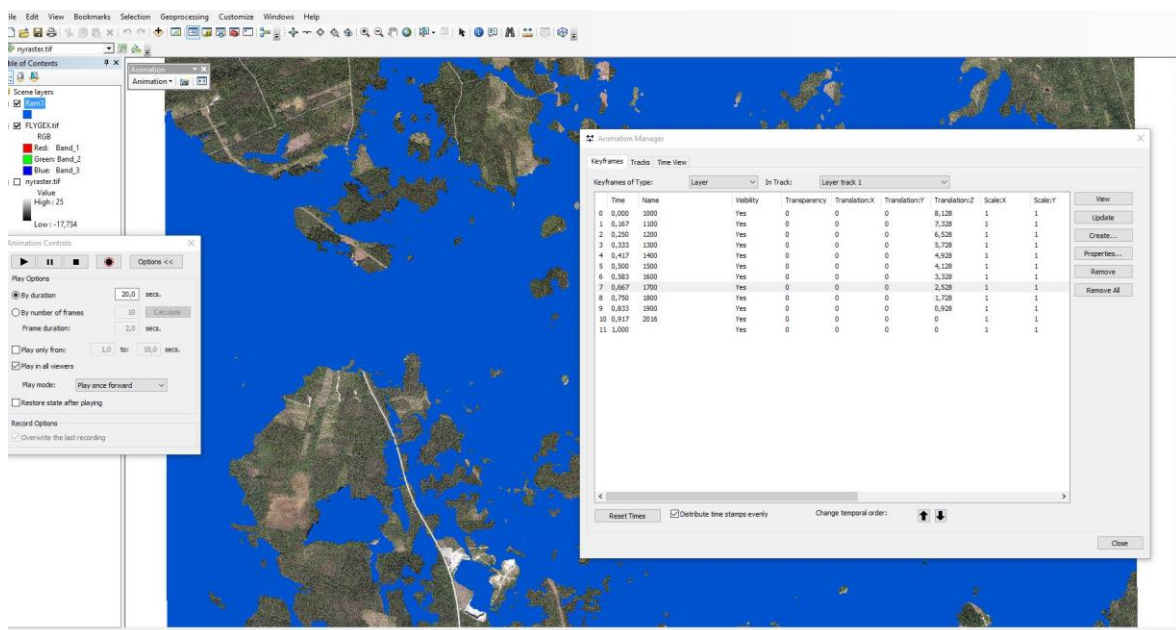 ile Edit View Bookmarks Selection Geoprocessing Customize Windows Help
nyraster.tif
ble of Contents
Scene layers
Ram1
FLYGEX.tif
RGB
Red: Band_1
Green: Band_2
Blue: Band_3
nyraster.tif
Value
High : 25
Low : -17,734
Animation
Animation
Animation Controls
Options <<
Play Options
By duration 20,0 secs.
By number of frames 10 Calculate
Frame duration: 2,0 secs.
Play only from: 1,0 to: 10,0 secs.
Play in all viewers
Play mode: Play once forward
Restore state after playing
Record Options
Overwrite the last recording
Animation Manager
Keyframes Tracks Time View
Keyframes of Type: Layer In Track: Layer track 1
Time Name Visibility Transparency Translation:X Translation:Y Translation:Z Scale:X Scale:Y
0 0,000 1000 Yes 0 0 0 8,128 1 1
1 0,167 1100 Yes 0 0 0 7,328 1 1
2 0,250 1200 Yes 0 0 0 6,528 1 1
3 0,333 1300 Yes 0 0 0 5,728 1 1
4 0,417 1400 Yes 0 0 0 4,928 1 1
5 0,500 1500 Yes 0 0 0 4,128 1 1
6 0,583 1600 Yes 0 0 0 3,328 1 1
7 0,667 1700 Yes 0 0 0 2,528 1 1
8 0,750 1800 Yes 0 0 0 1,728 1 1
9 0,833 1900 Yes 0 0 0 0,928 1 1
10 0,917 2016 Yes 0 0 0 0 1 1
11 1,000 Yes 0 0 0 0 1 1
View
Update
Create...
Properties...
Remove
Remove All
Reset Times Distribute time stamps evenly Change temporal order:
Close